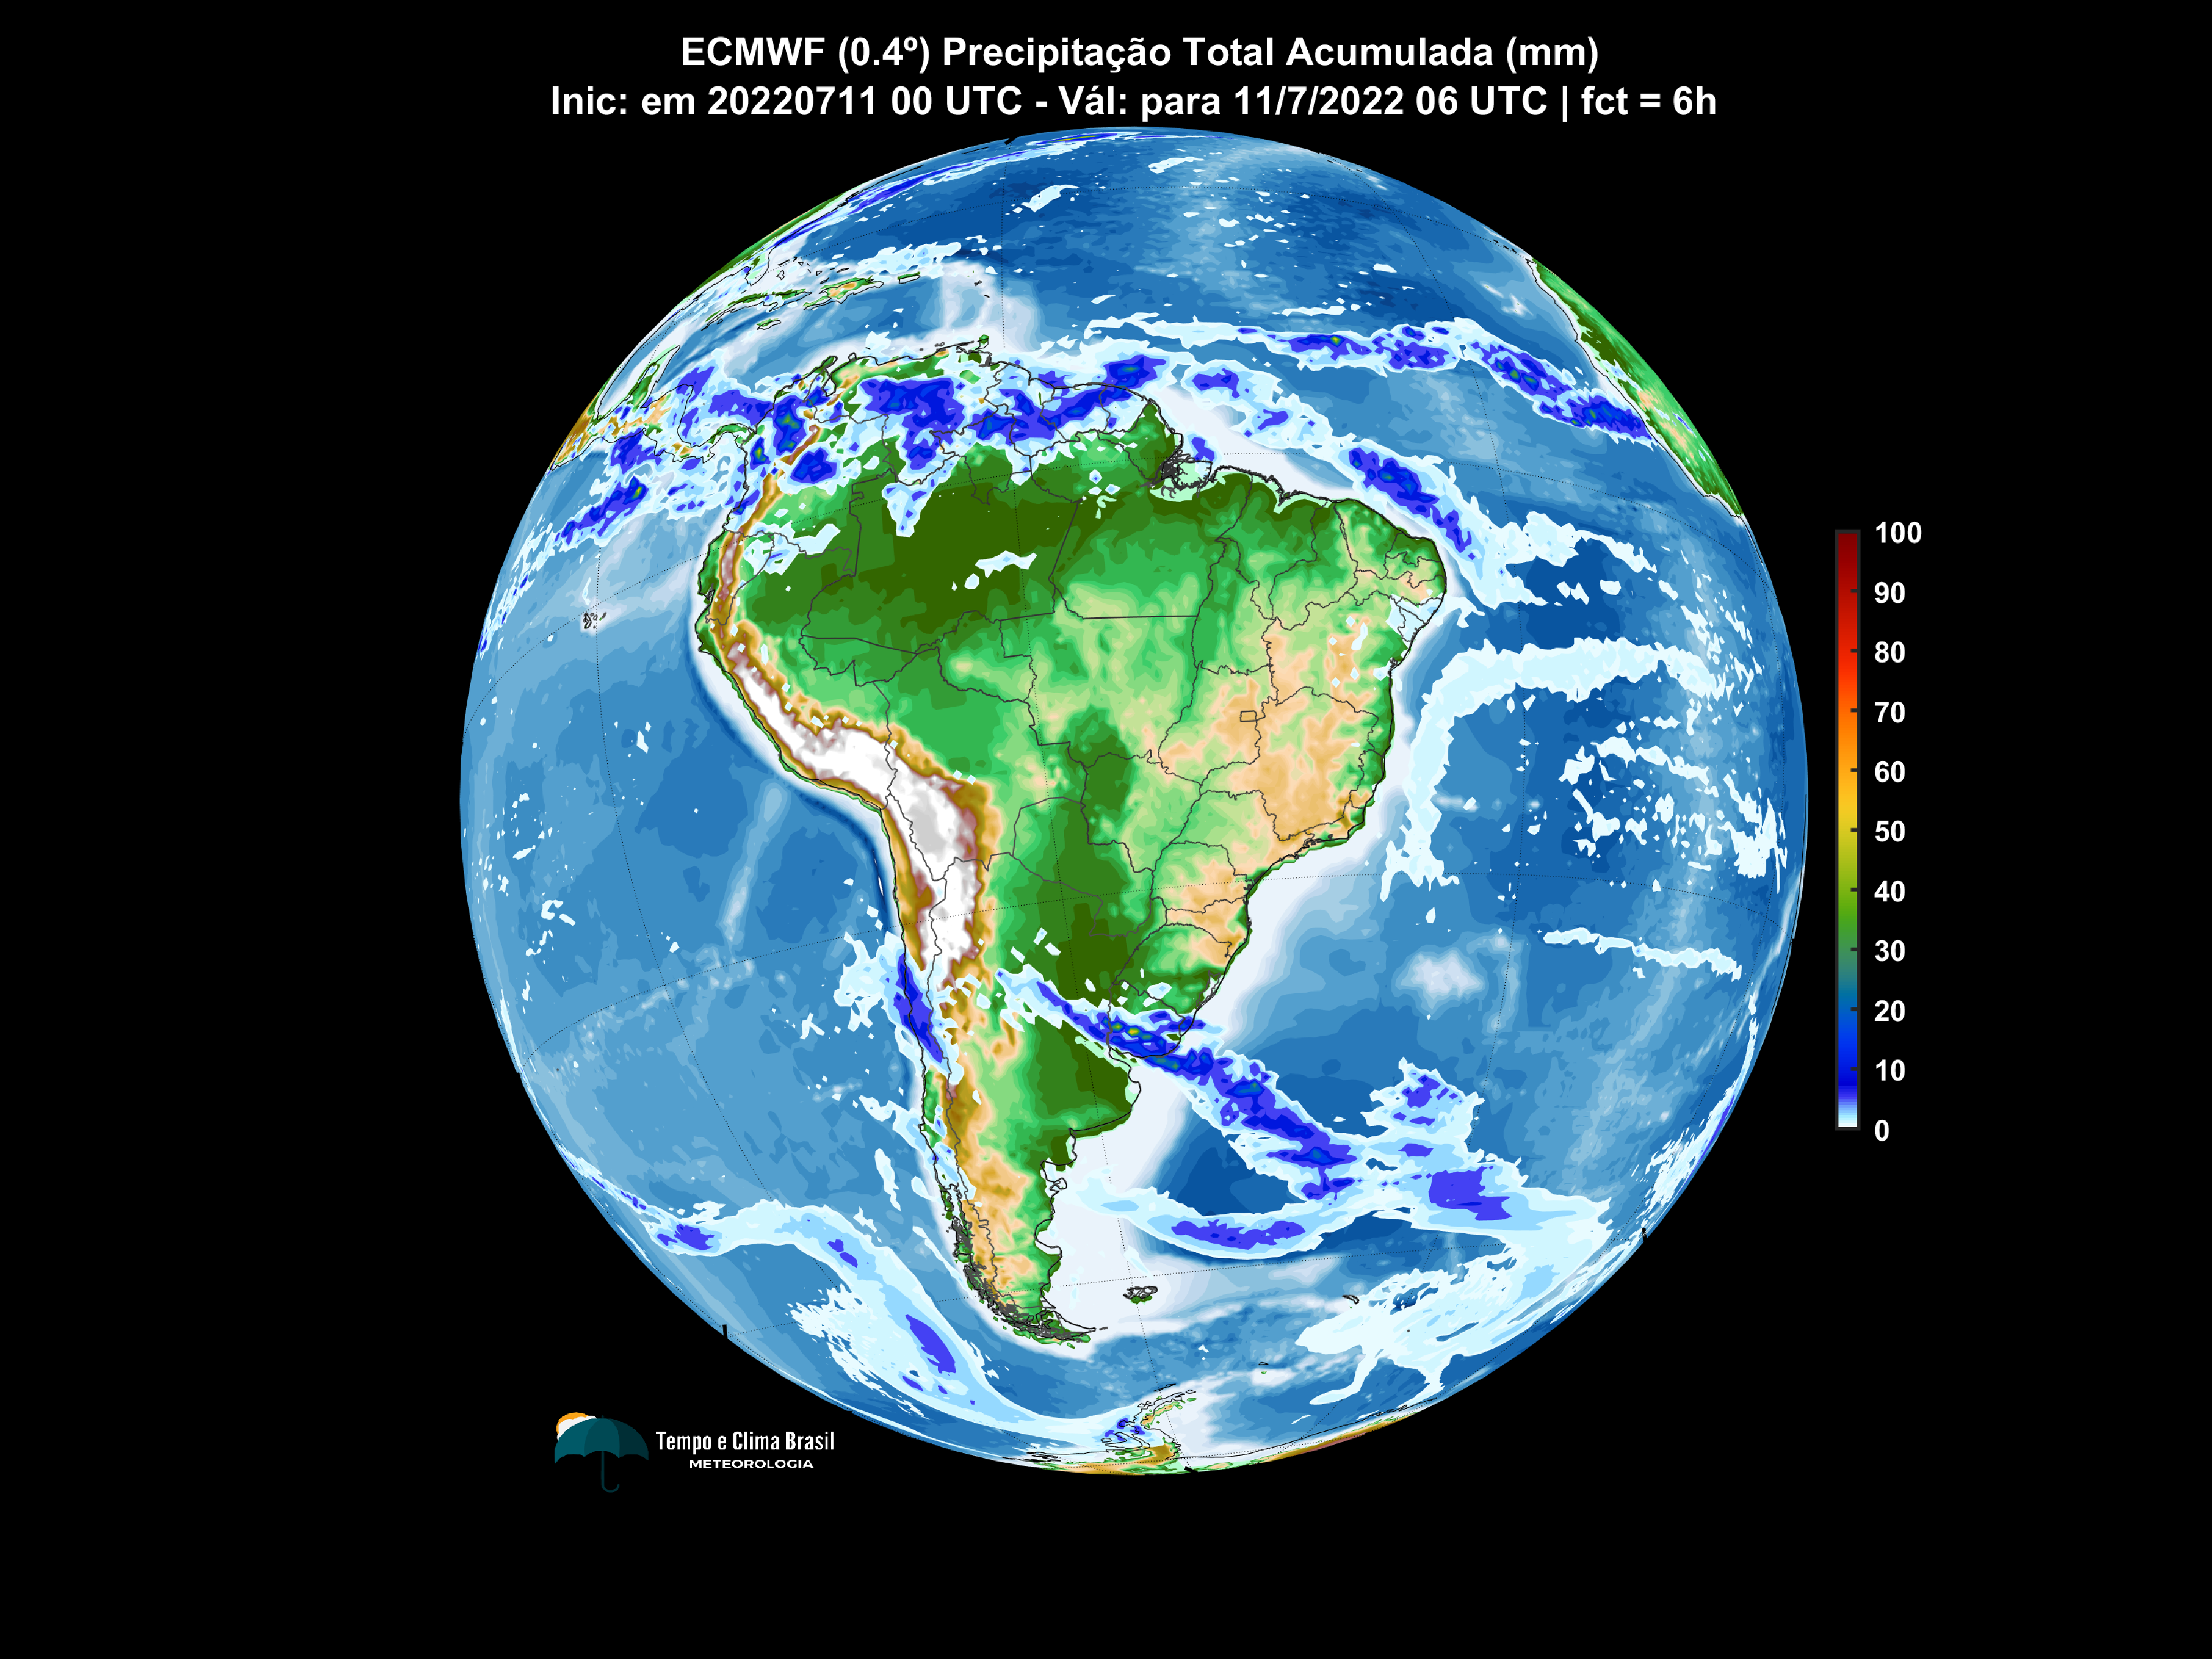 ECMWF (0.4º) Precipitação Total Acumulada (mm)
Inic: em 20220711 00 UTC - Vál: para 11/7/2022 06 UTC | fct = 6h
100
90
80
70
60
50
40
30
20
10
0
Tempo e Clima Brasil
METEOROLOGIA